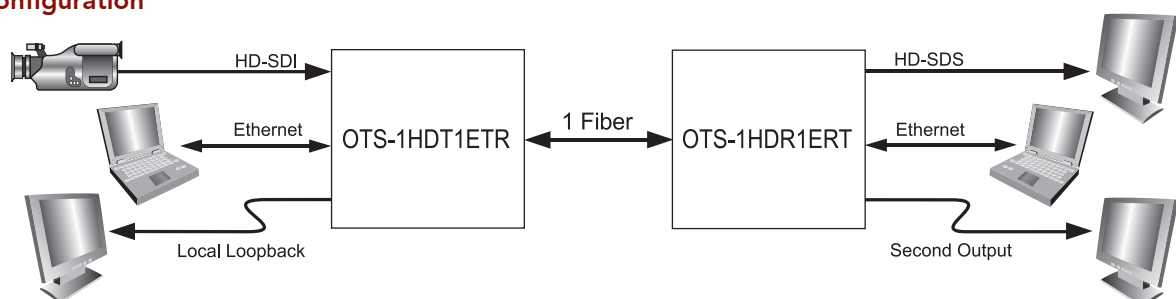 onfiguration
HD-SDI
HD-SDS
Ethernet
OTS-1HDT1ETR
1 Fiber
OTS-1HDR1ERT
Ethernet
Local Loopback
Second Output